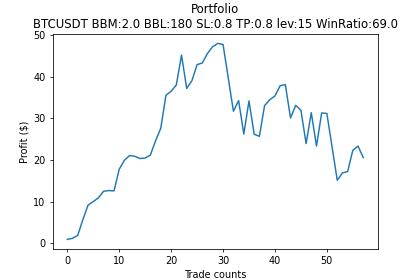 Portfolio
BTCUSDT BBM:2.0 BBL:180 SL:0.8 TP:0.8 lev:15 WinRatio:69.0
50
40
30
20
10
0
Profit ($)
0 10 20 30 40 50
Trade counts